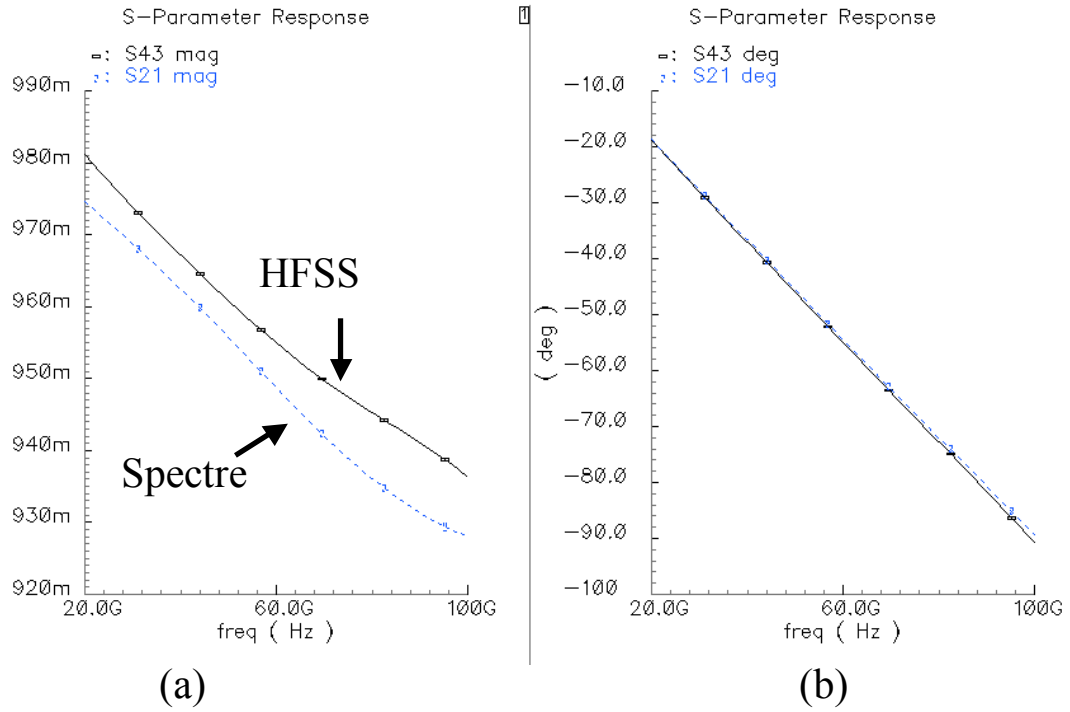 S-Parameter Response
▭: S43 mag
: S21 mag
990m
980m
970m
960m
950m
940m
930m
920m
20.0G 60.0G 100G
freq ( Hz )
HFSS
Spectre
(a)
1
S-Parameter Response
▭: S43 deg
: S21 deg
-10.0
-20.0
-30.0
-40.0
-50.0
-60.0
-70.0
-80.0
-90.0
-100
( deg )
20.0G 60.0G 100G
freq ( Hz )
(b)